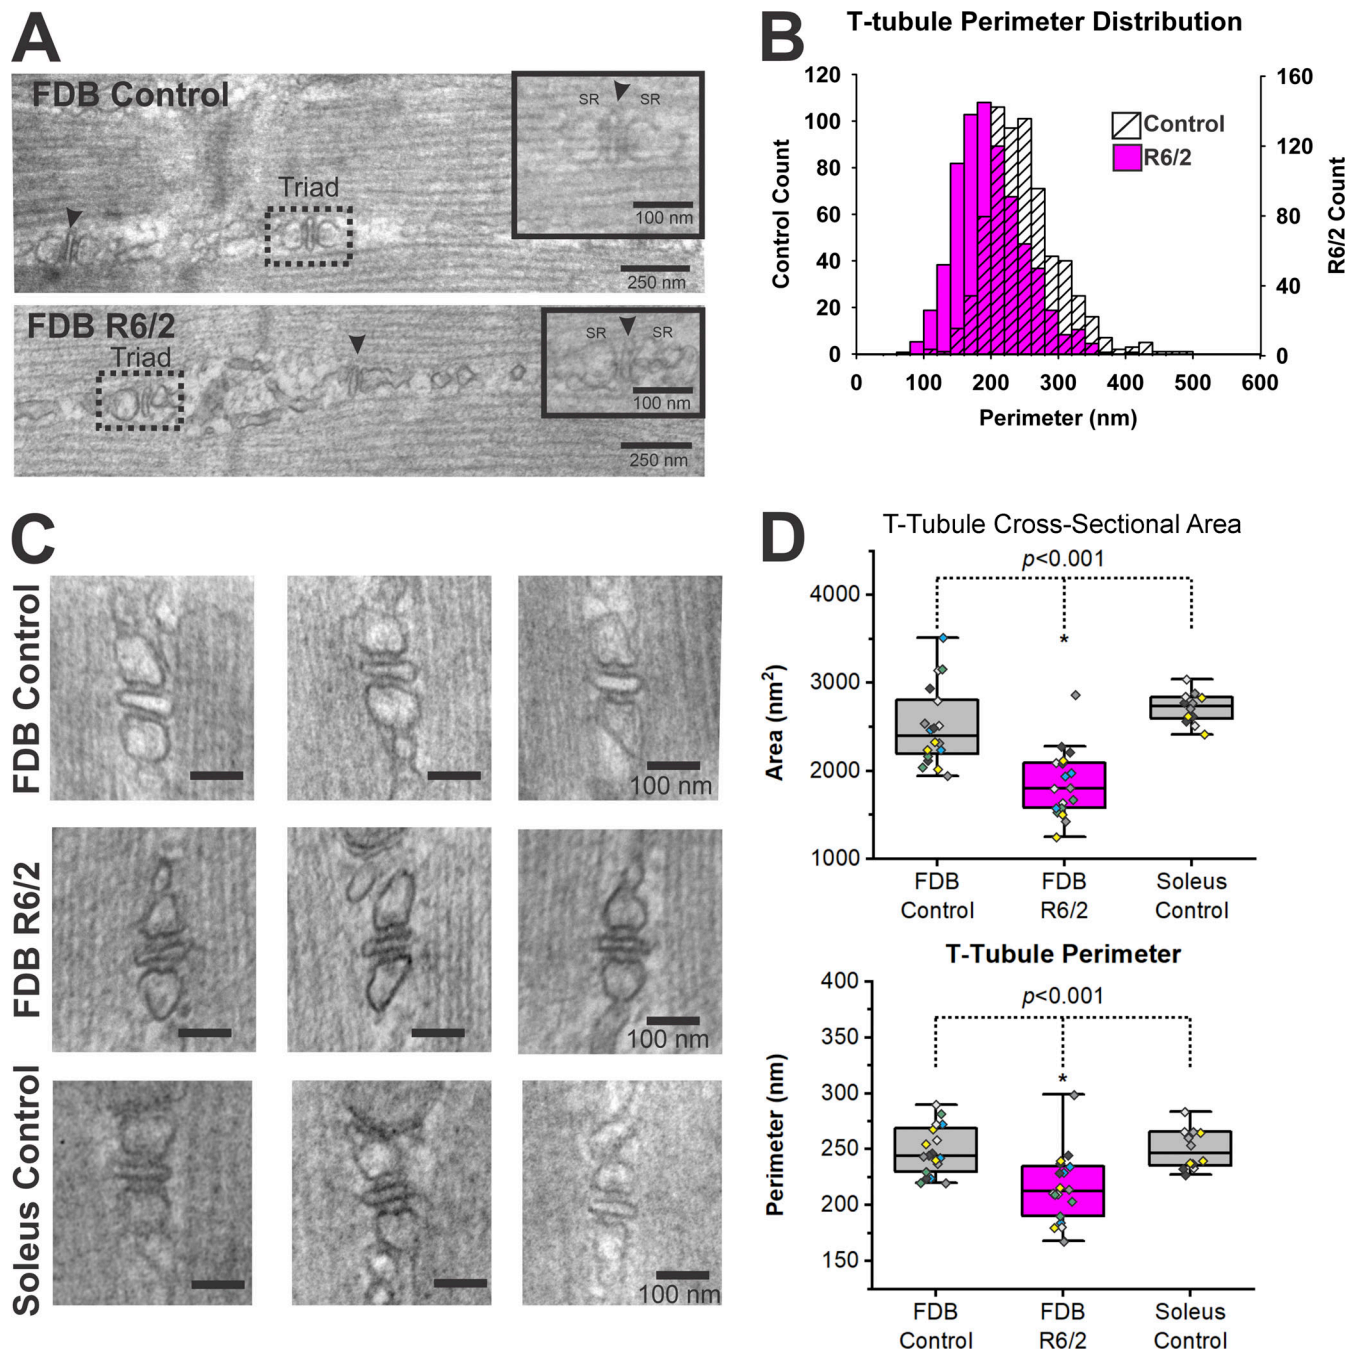 A
FDB Control
SR
SR
Triad
100 nm
250 nm
FDB R6/2
Triad
SR
SR
100 nm
250 nm
B
T-tubule Perimeter Distribution
120
100
80
60
40
20
0
Control Count
160
120
80
40
0
R6/2 Count
Control
R6/2
0
100
200
300
400
500
600
Perimeter (nm)
C
FDB Control
100 nm
FDB R6/2
100 nm
Soleus Control
100 nm
D
T-Tubule Cross-Sectional Area
p<0.001
*
4000
3000
2000
1000
Area (nm²)
FDB
Control
FDB
R6/2
Soleus
Control
T-Tubule Perimeter
p<0.001
*
400
350
300
250
200
150
Perimeter (nm)
FDB
Control
FDB
R6/2
Soleus
Control